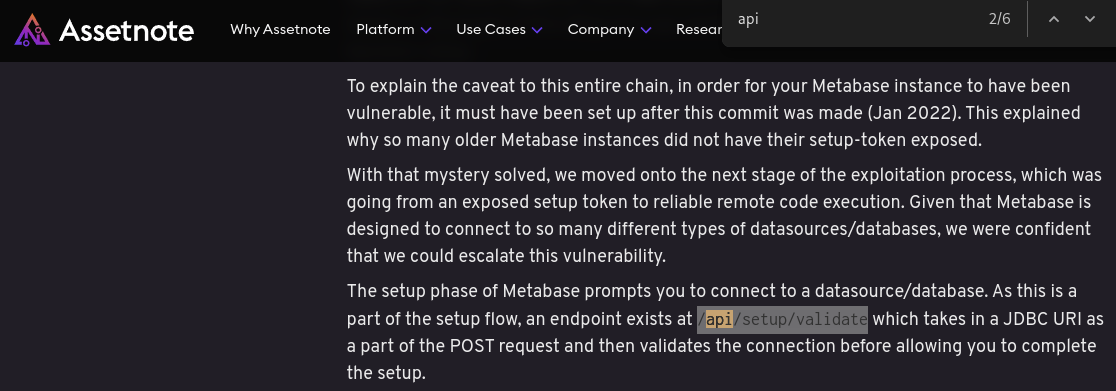 Assetnote
Why Assetnote
Platform
Use Cases
Company
Resear
api
2/6
To explain the caveat to this entire chain, in order for your Metabase instance to have been
vulnerable, it must have been set up after this commit was made (Jan 2022). This explained
why so many older Metabase instances did not have their setup-token exposed.
With that mystery solved, we moved onto the next stage of the exploitation process, which was
going from an exposed setup token to reliable remote code execution. Given that Metabase is
designed to connect to so many different types of datasources/databases, we were confident
that we could escalate this vulnerability.
The setup phase of Metabase prompts you to connect to a datasource/database. As this is a
part of the setup flow, an endpoint exists at /api/setup/validate which takes in a JDBC URI as
a part of the POST request and then validates the connection before allowing you to complete
the setup.